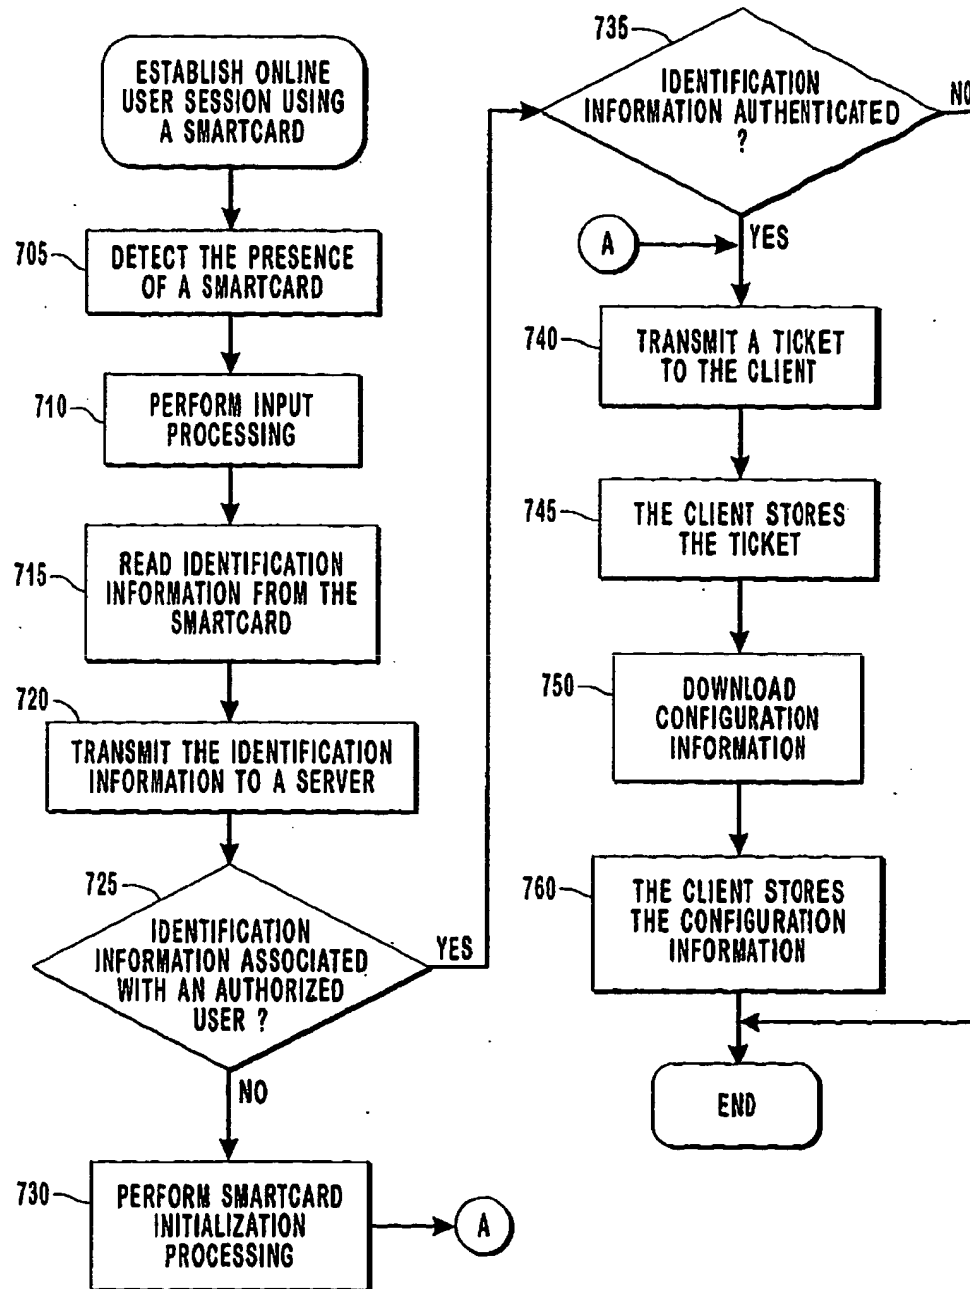 ESTABLISH ONLINE
USER SESSION USING
A SMARTCARD
705
DETECT THE PRESENCE
OF A SMARTCARD
710
PERFORM INPUT
PROCESSING
715
READ IDENTIFICATION
INFORMATION FROM THE
SMARTCARD
720
TRANSMIT THE IDENTIFICATION
INFORMATION TO A SERVER
725
IDENTIFICATION
INFORMATION ASSOCIATED
WITH AN AUTHORIZED
USER ?
YES
NO
730
PERFORM SMARTCARD
INITIALIZATION
PROCESSING
A
735
IDENTIFICATION
INFORMATION AUTHENTICATED
?
NO
A
YES
740
TRANSMIT A TICKET
TO THE CLIENT
745
THE CLIENT STORES
THE TICKET
750
DOWNLOAD
CONFIGURATION
INFORMATION
760
THE CLIENT STORES
THE CONFIGURATION
INFORMATION
END